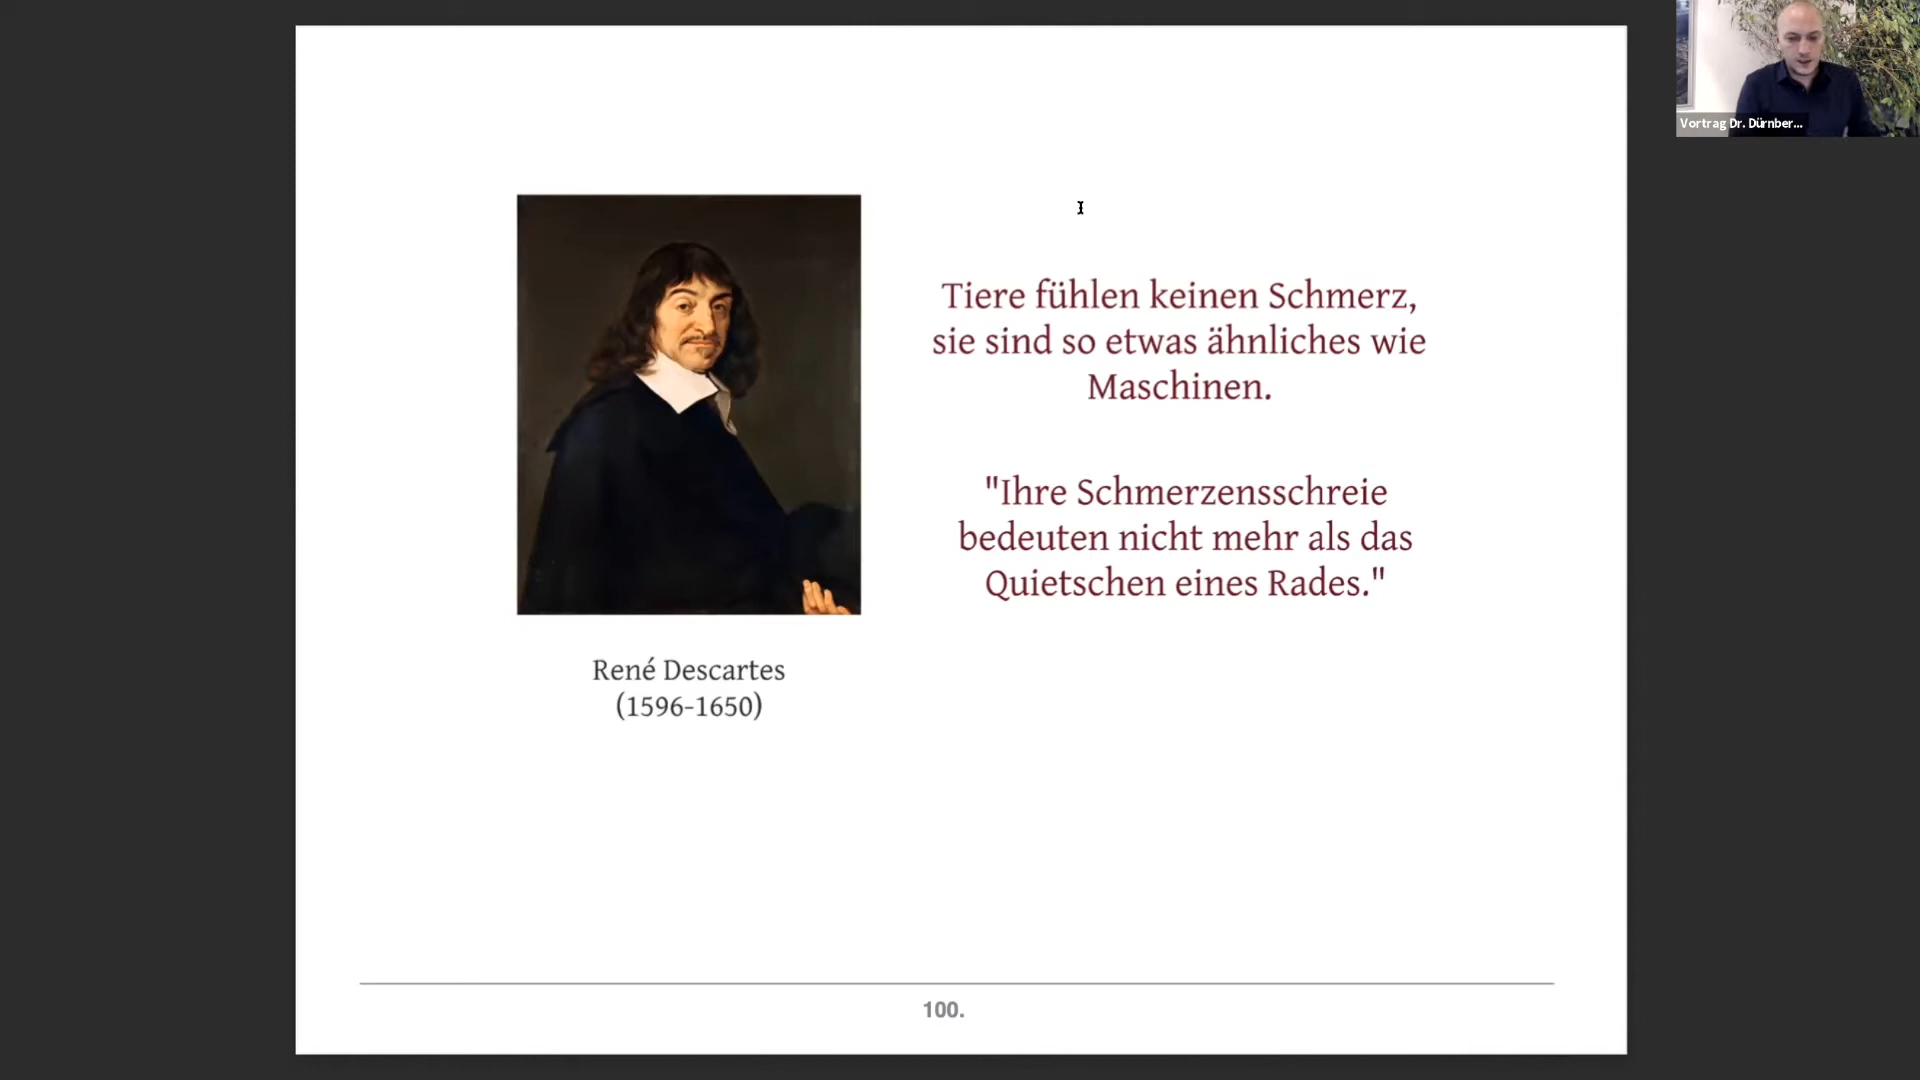 Vortrag Dr. Dürnber...
Tiere fühlen keinen Schmerz,
sie sind so etwas ähnliches wie
Maschinen.
"Ihre Schmerzensschreie
bedeuten nicht mehr als das
Quietschen eines Rades."
René Descartes
(1596-1650)
100.